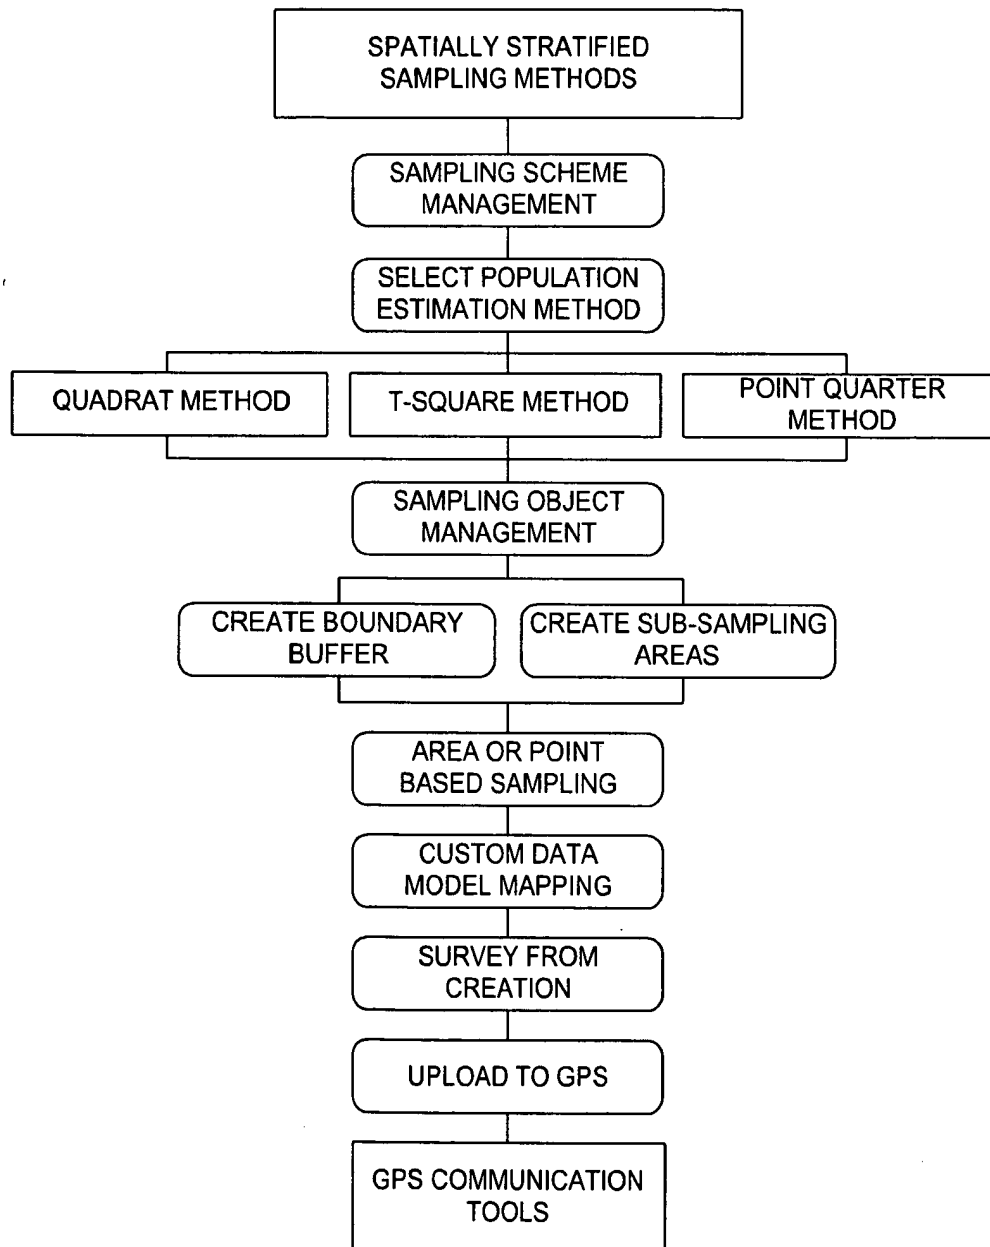 SPATIALLY STRATIFIED
SAMPLING METHODS
SAMPLING SCHEME
MANAGEMENT
SELECT POPULATION
ESTIMATION METHOD
QUADRAT METHOD
T-SQUARE METHOD
POINT QUARTER
METHOD
SAMPLING OBJECT
MANAGEMENT
CREATE BOUNDARY
BUFFER
CREATE SUB-SAMPLING
AREAS
AREA OR POINT
BASED SAMPLING
CUSTOM DATA
MODEL MAPPING
SURVEY FROM
CREATION
UPLOAD TO GPS
GPS COMMUNICATION
TOOLS